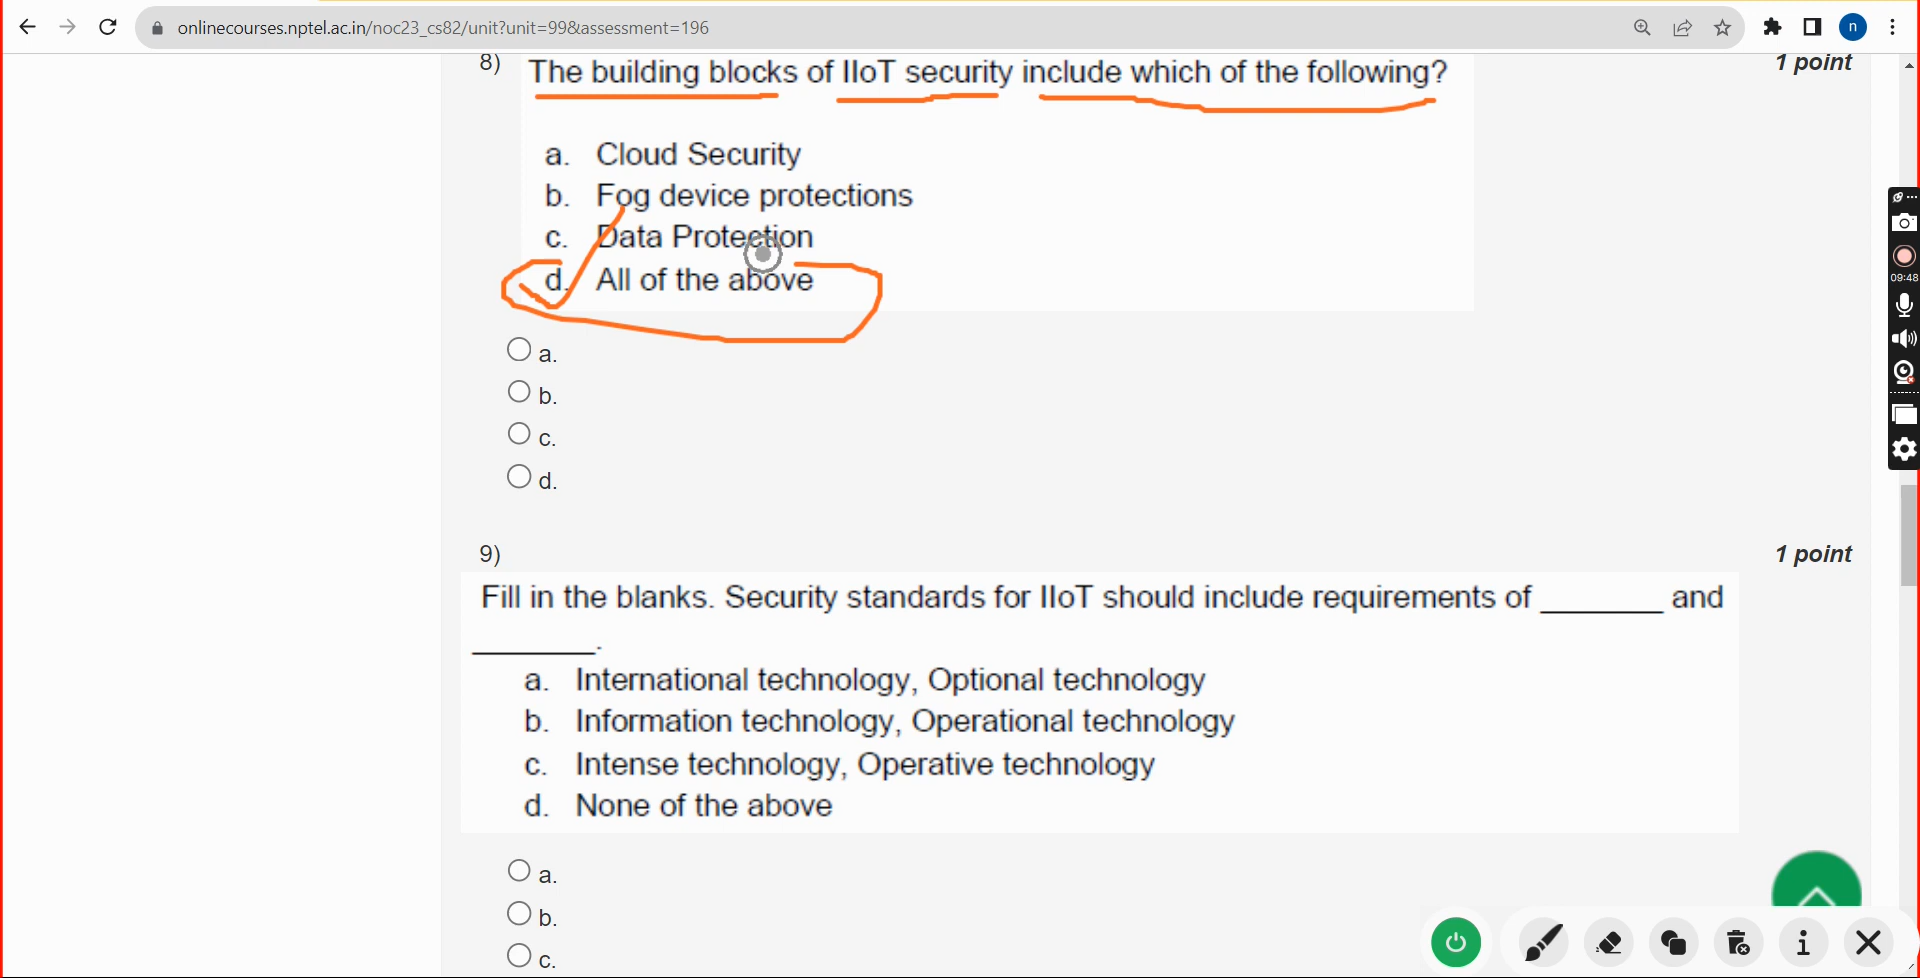 onlinecourses.nptel.ac.in/noc23_cs82/unit?unit=99&assessment=196
n
8)
1 point
The building blocks of IIoT security include which of the following?
a. Cloud Security
b. Fog device protections
c. Data Protection
d. All of the above
a.
b.
c.
d.
09:48
9)
1 point
Fill in the blanks. Security standards for IIoT should include requirements of ________ and
________.
a. International technology, Optional technology
b. Information technology, Operational technology
c. Intense technology, Operative technology
d. None of the above
a.
b.
c.